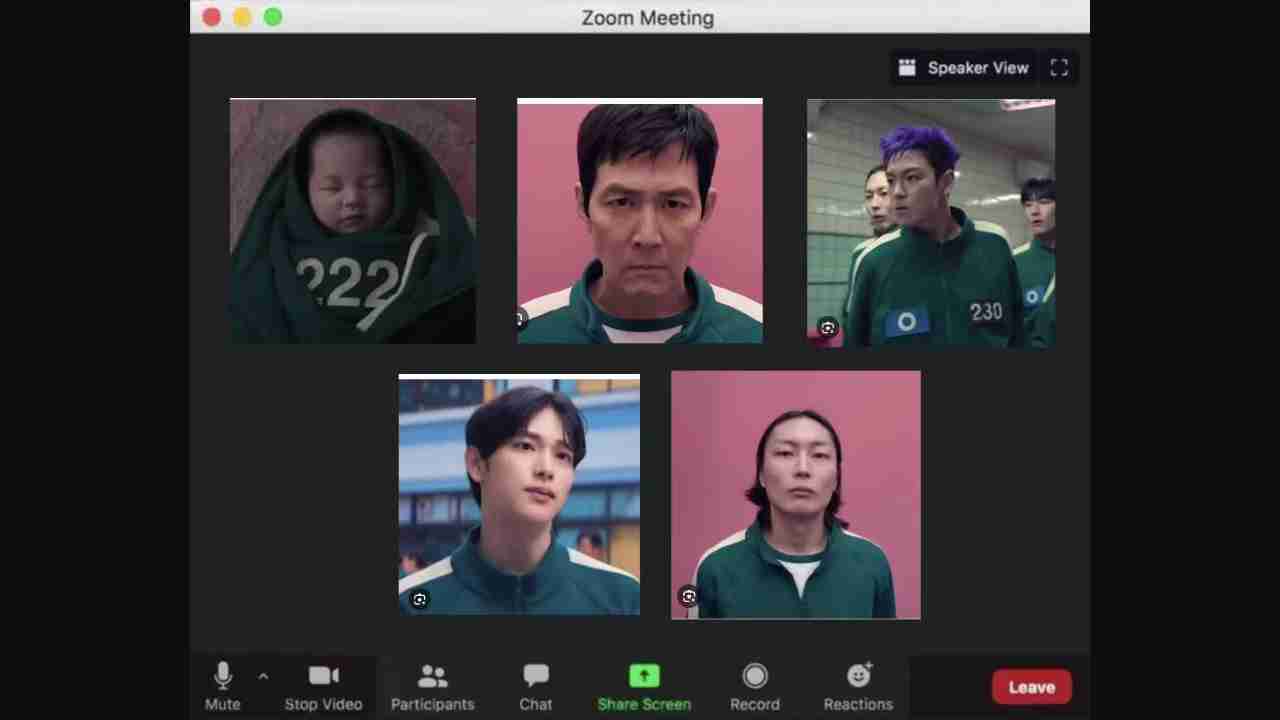 Zoom Meeting
Speaker View
222
230
Mute
Stop Video
Participants
Chat
Share Screen
Record
Reactions
Leave